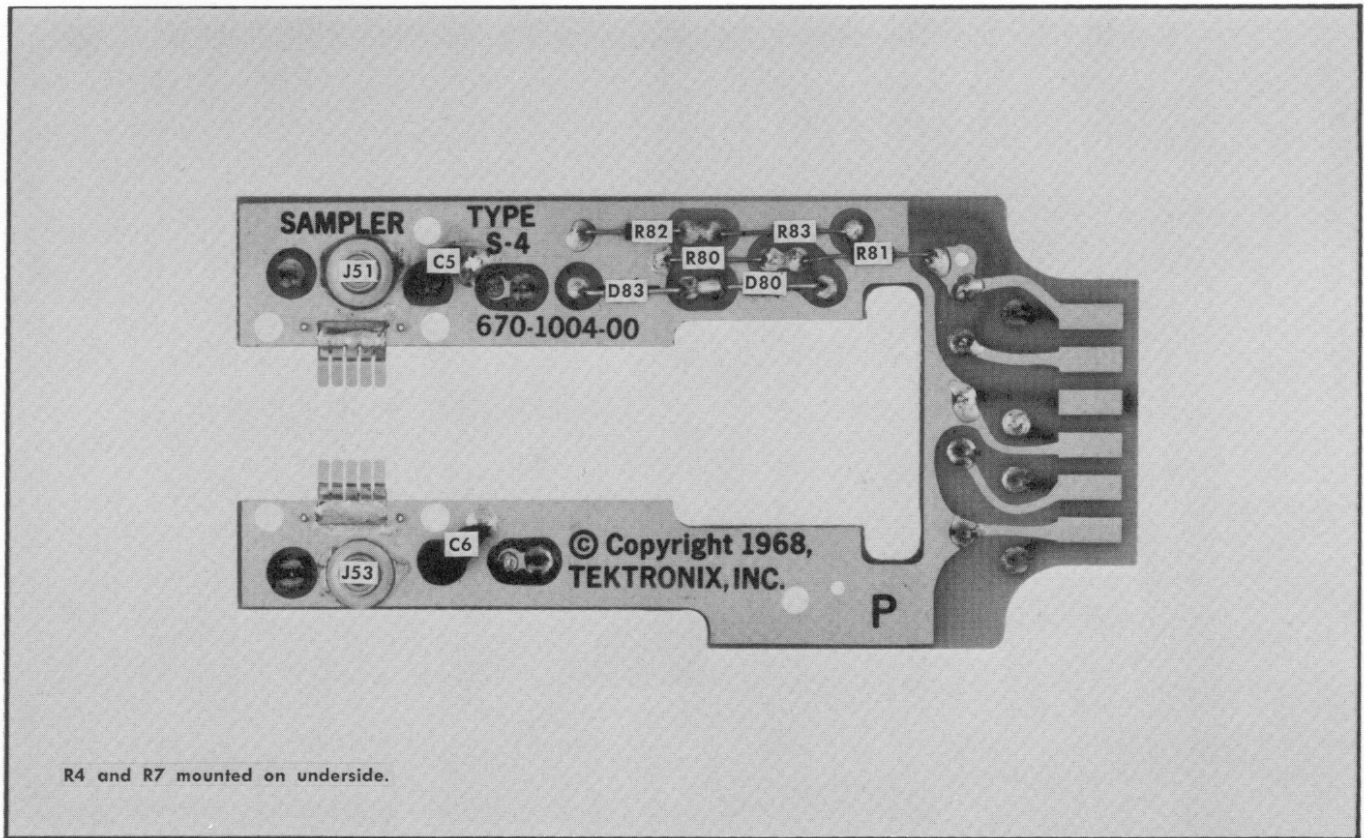 SAMPLER
TYPE
S-4
R82
R83
J51
C5
R80
R81
D83
D80
670-1004-00
C6
J53
© Copyright 1968,
TEKTRONIX, INC.
P
R4 and R7 mounted on underside.